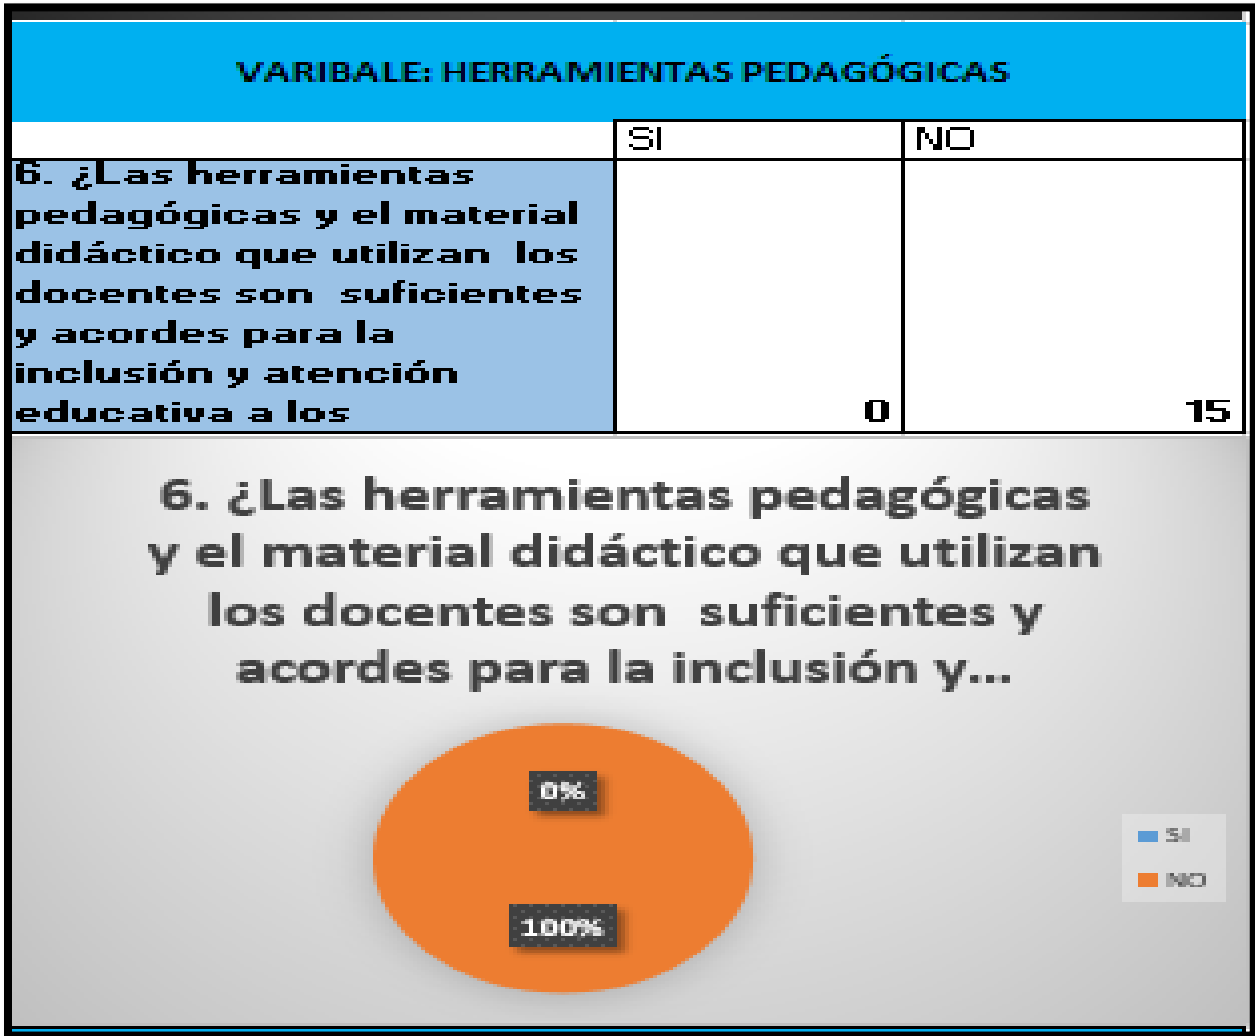 VARIBALE: HERRAMIENTAS PEDAGÓGICAS
SI NO
6. ¿Las herramientas
pedagógicas y el material
didáctico que utilizan los
docentes son suficientes
y acordes para la
inclusión y atención
educativa a los
0 15
6. ¿Las herramientas pedagógicas
y el material didáctico que utilizan
los docentes son suficientes y
acordes para la inclusión y...
0%
SI
NO
100%